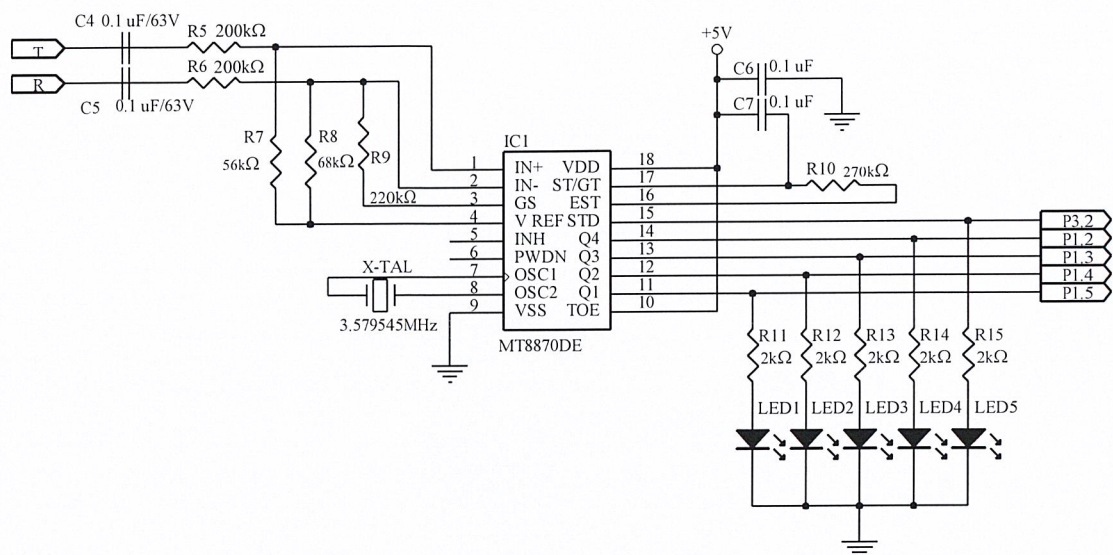 C4 0.1 uF/63V
T
R5 200kΩ
R
R6 200kΩ
C5 0.1 uF/63V
+5V
C6 0.1 uF
C7 0.1 uF
R7
56kΩ
R8
68kΩ
R9
220kΩ
R10 270kΩ
IC1
1 IN+ VDD 18
2 IN- ST/GT 17
3 GS EST 16
4 V REF STD 15
5 INH Q4 14
6 PWDN Q3 13
7 OSC1 Q2 12
8 OSC2 Q1 11
9 VSS TOE 10
MT8870DE
X-TAL
3.579545MHz
P3.2
P1.2
P1.3
P1.4
P1.5
R11 R12 R13 R14 R15
2kΩ 2kΩ 2kΩ 2kΩ 2kΩ
LED1 LED2 LED3 LED4 LED5